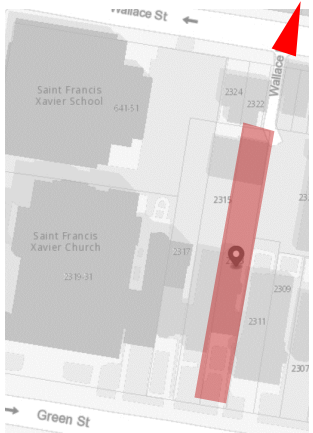 Wallace St
Wallace
2324
2322
Saint Francis
Xavier School
641-51
2315
Saint Francis
Xavier Church
2317
2319-31
2309
2311
2307
Green St